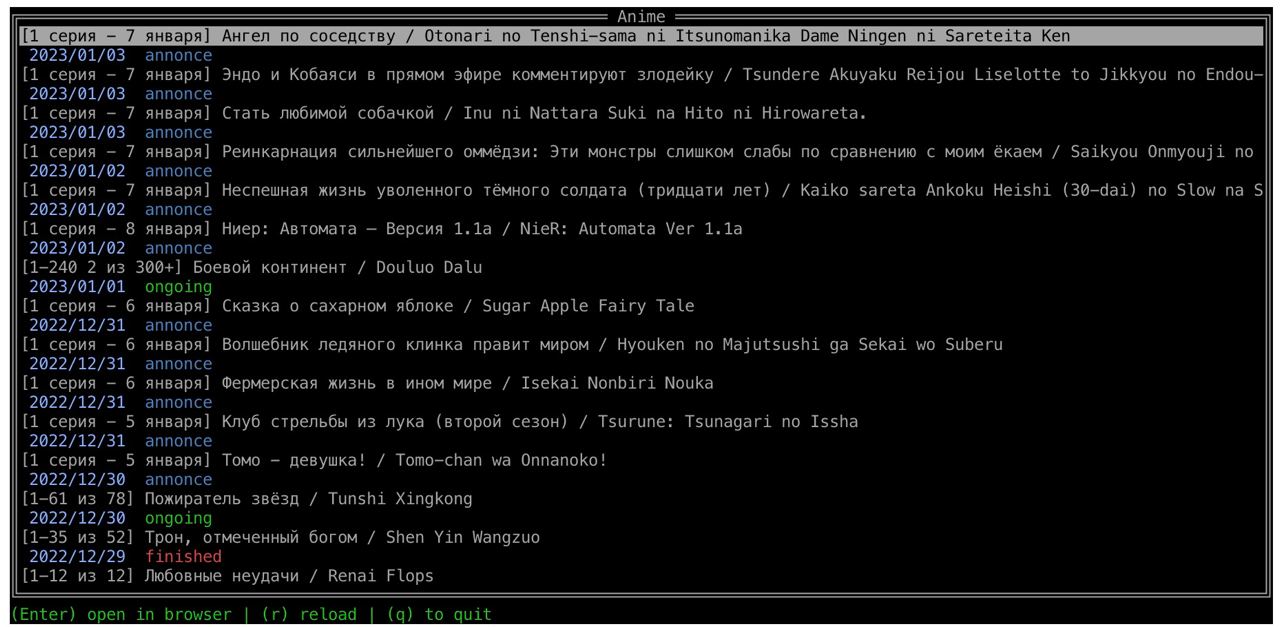 Anime
[1 серия – 7 января] Ангел по соседству / Otonari no Tenshi-sama ni Itsunomanika Dame Ningen ni Sareteita Ken
2023/01/03 annonce
[1 серия – 7 января] Эндо и Кобаяси в прямом эфире комментируют злодейку / Tsundere Akuyaku Reijou Liselotte to Jikkyou no Endou-
2023/01/03 annonce
[1 серия – 7 января] Стать любимой собачкой / Inu ni Nattara Suki na Hito ni Hirowareta.
2023/01/03 annonce
[1 серия – 7 января] Реинкарнация сильнейшего оммёдзи: Эти монстры слишком слабы по сравнению с моим ёкаем / Saikyou Onmyouji no
2023/01/02 annonce
[1 серия – 7 января] Неспешная жизнь уволенного тёмного солдата (тридцати лет) / Kaiko sareta Ankoku Heishi (30-dai) no Slow na S
2023/01/02 annonce
[1 серия – 8 января] Ниер: Автомата – Версия 1.1a / NieR: Automata Ver 1.1a
2023/01/02 annonce
[1-240 2 из 300+] Боевой континент / Douluo Dalu
2023/01/01 ongoing
[1 серия – 6 января] Сказка о сахарном яблоке / Sugar Apple Fairy Tale
2022/12/31 annonce
[1 серия – 6 января] Волшебник ледяного клинка правит миром / Hyouken no Majutsushi ga Sekai wo Suberu
2022/12/31 annonce
[1 серия – 6 января] Фермерская жизнь в ином мире / Isekai Nonbiri Nouka
2022/12/31 annonce
[1 серия – 5 января] Клуб стрельбы из лука (второй сезон) / Tsurune: Tsunagari no Issha
2022/12/31 annonce
[1 серия – 5 января] Томо – девушка! / Tomo-chan wa Onnanoko!
2022/12/30 annonce
[1-61 из 78] Пожиратель звёзд / Tunshi Xingkong
2022/12/30 ongoing
[1-35 из 52] Трон, отмеченный богом / Shen Yin Wangzuo
2022/12/29 finished
[1-12 из 12] Любовные неудачи / Renai Flops
(Enter) open in browser | (r) reload | (q) to quit